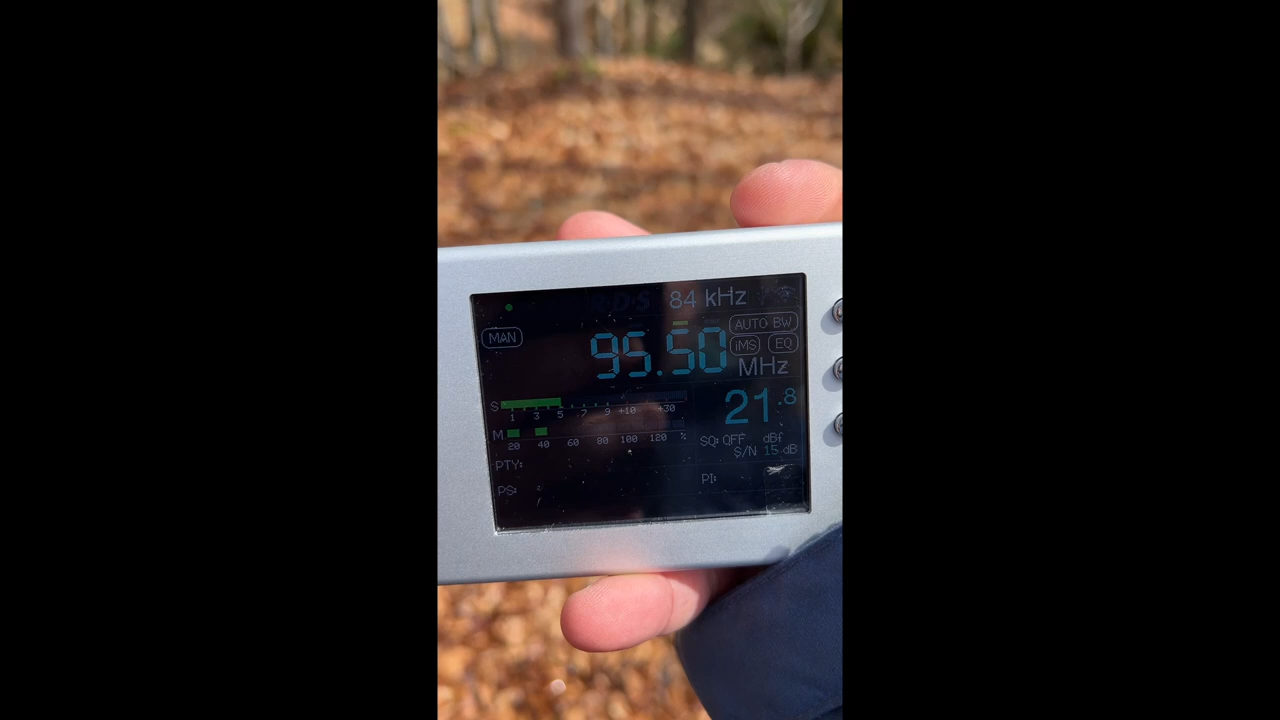 R·D·S 84 kHz
MAN 95.50 AUTO BW
iMS EQ
MHz
S 1 3 5 7 9 +10 +30
21.8
M 20 40 60 80 100 120 %
SQ: OFF dBf
S/N 15 dB
PTY:
PI:
PS: